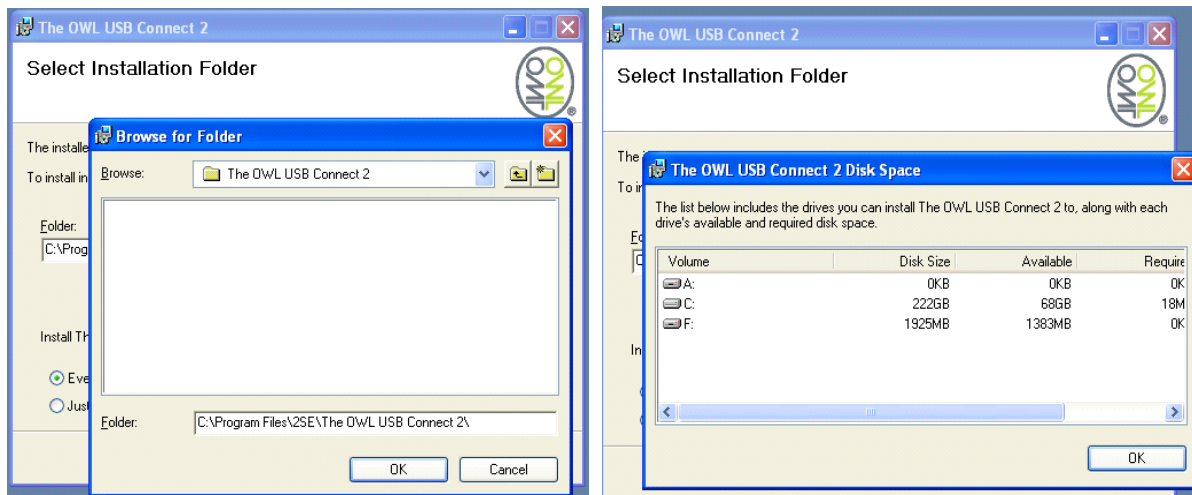 The OWL USB Connect 2
Select Installation Folder
OWL
The installe
To install in
Folder:
C:\Prog
Install Th
Eve
Just
Browse for Folder
Browse:
The OWL USB Connect 2
Folder:
C:\Program Files\2SE\The OWL USB Connect 2\
OK
Cancel
The OWL USB Connect 2
Select Installation Folder
OWL
The
To in
Fo
In
The OWL USB Connect 2 Disk Space
The list below includes the drives you can install The OWL USB Connect 2 to, along with each
drive's available and required disk space.
Volume Disk Size Available Require
A: 0KB 0KB 0K
C: 222GB 68GB 18M
F: 1925MB 1383MB 0K
OK